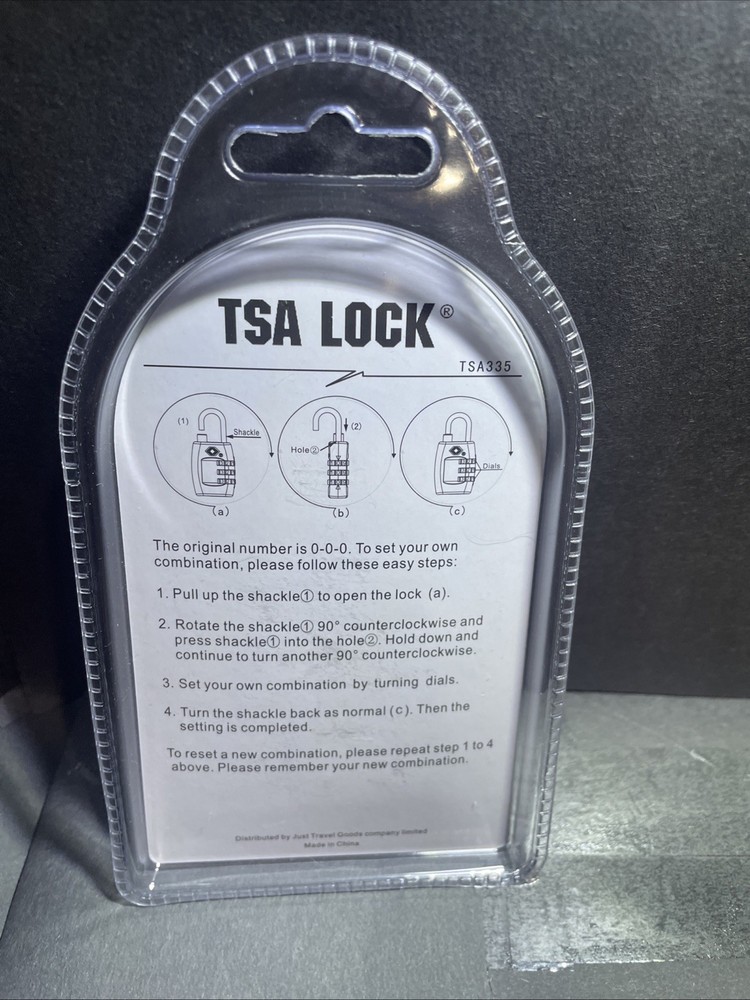 TSA LOCK®
TSA335
(1)
Shackle
(a)
(2)
Hole②
(b)
Dials
(c)
The original number is 0-0-0. To set your own
combination, please follow these easy steps:
1. Pull up the shackle① to open the lock (a).
2. Rotate the shackle① 90° counterclockwise and
press shackle① into the hole②. Hold down and
continue to turn another 90° counterclockwise.
3. Set your own combination by turning dials.
4. Turn the shackle back as normal (c). Then the
setting is completed.
To reset a new combination, please repeat step 1 to 4
above. Please remember your new combination.
Distributed by Just Travel Goods company limited
Made in China